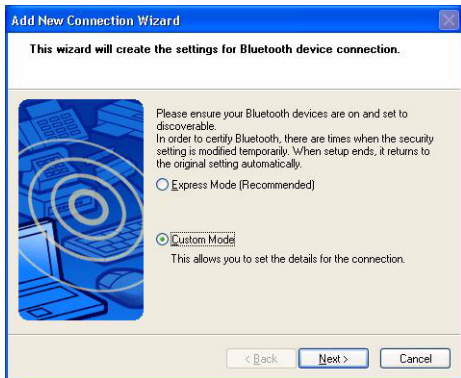 Add New Connection Wizard
This wizard will create the settings for Bluetooth device connection.
Please ensure your Bluetooth devices are on and set to
discoverable.
In order to certify Bluetooth, there are times when the security
setting is modified temporarily. When setup ends, it returns to
the original setting automatically.
Express Mode (Recommended)
Custom Mode
This allows you to set the details for the connection.
< Back Next > Cancel